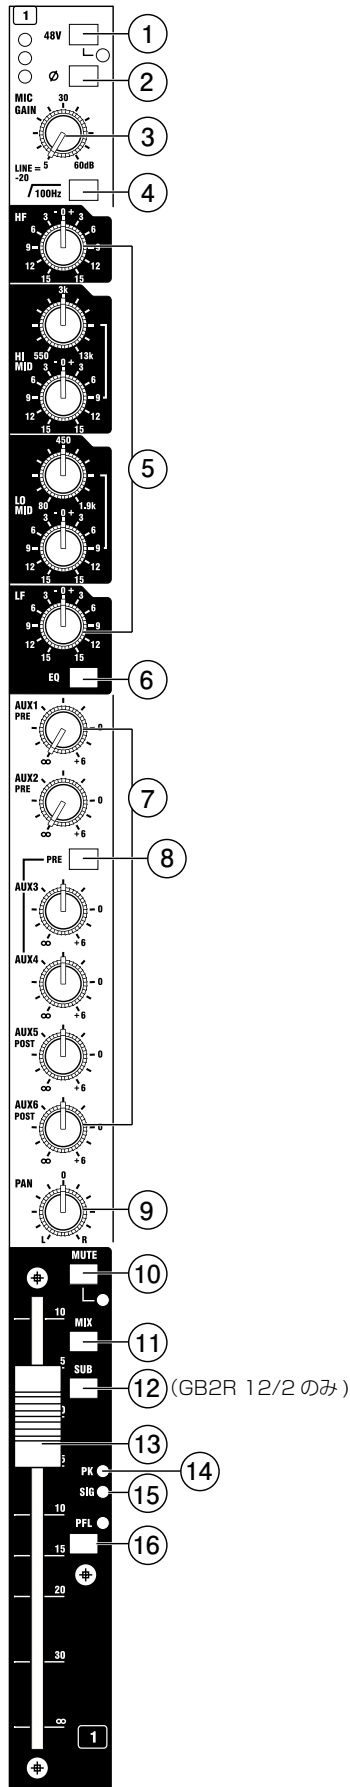 1
48V
1
ø
2
MIC
GAIN
30
3
LINE = 5
-20
60dB
100Hz
4
HF
3 - 0 + 3
6 6
9 9
12 12
15 15
3k
HI
MID
550 13k
3 - 0 + 3
6 6
9 9
12 12
15 15
5
450
LO
MID
80 1.9k
3 - 0 + 3
6 6
9 9
12 12
15 15
LF
3 - 0 + 3
6 6
9 9
12 12
15 15
EQ
6
AUX1
PRE
0
∞ +6
AUX2
PRE
0
∞ +6
7
PRE
8
AUX3
0
∞ +6
AUX4
0
∞ +6
AUX5
POST
0
∞ +6
AUX6
POST
0
∞ +6
PAN
0
L R
9
MUTE
10
10
MIX
11
5
SUB
12 (GB2R 12/2 のみ)
0
13
5
PK
14
SIG
15
10
PFL
16
15
20
30
∞
1